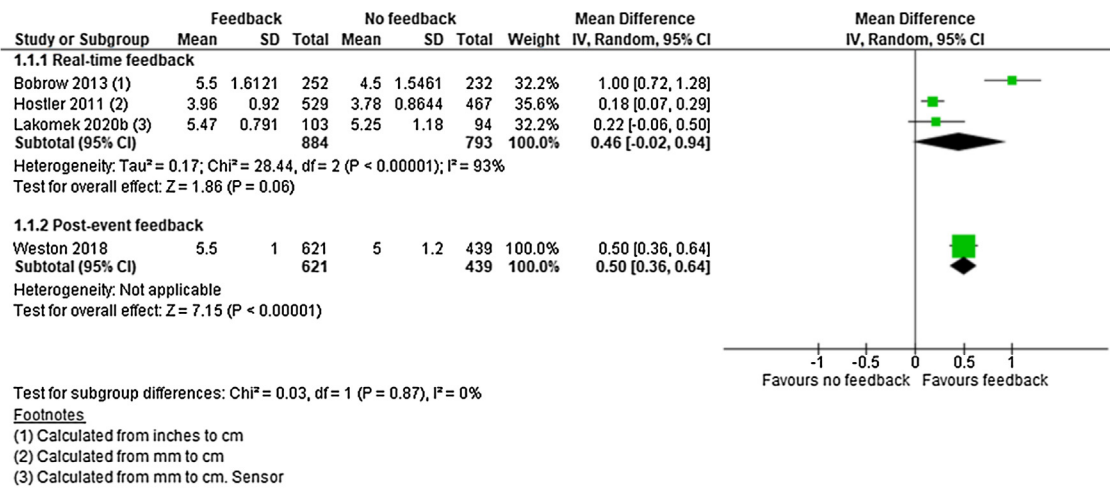 Feedback No feedback Mean Difference Mean Difference
Study or Subgroup Mean SD Total Mean SD Total Weight IV, Random, 95% CI IV, Random, 95% CI
1.1.1 Real-time feedback
Bobrow 2013 (1) 5.5 1.6121 252 4.5 1.5461 232 32.2% 1.00 [0.72, 1.28]
Hostler 2011 (2) 3.96 0.92 529 3.78 0.8644 467 35.6% 0.18 [0.07, 0.29]
Lakomek 2020b (3) 5.47 0.791 103 5.25 1.18 94 32.2% 0.22 [-0.06, 0.50]
Subtotal (95% CI) 884 793 100.0% 0.46 [-0.02, 0.94]
Heterogeneity: Tau² = 0.17; Chi² = 28.44, df = 2 (P < 0.00001); I² = 93%
Test for overall effect: Z = 1.86 (P = 0.06)
1.1.2 Post-event feedback
Weston 2018 5.5 1 621 5 1.2 439 100.0% 0.50 [0.36, 0.64]
Subtotal (95% CI) 621 439 100.0% 0.50 [0.36, 0.64]
Heterogeneity: Not applicable
Test for overall effect: Z = 7.15 (P < 0.00001)
-1 -0.5 0 0.5 1
Favours no feedback Favours feedback
Test for subgroup differences: Chi² = 0.03, df = 1 (P = 0.87), I² = 0%
Footnotes
(1) Calculated from inches to cm
(2) Calculated from mm to cm
(3) Calculated from mm to cm. Sensor